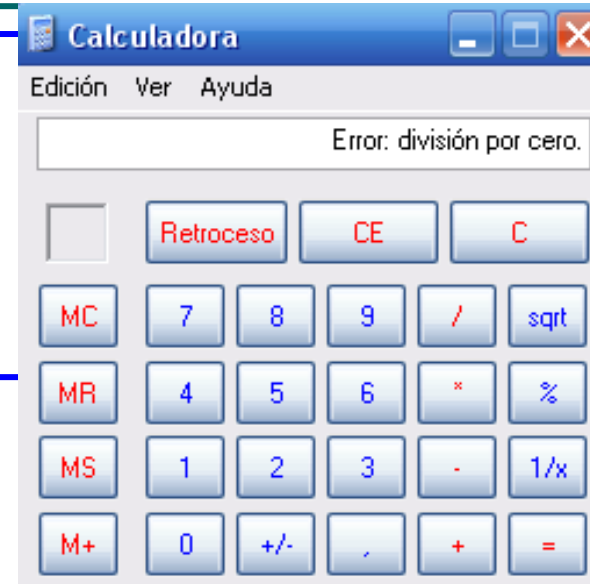 Calculadora
Edición Ver Ayuda
Error: división por cero.
Retroceso CE C
MC 7 8 9 / sqrt
MR 4 5 6 * %
MS 1 2 3 - 1/x
M+ 0 +/- , + =